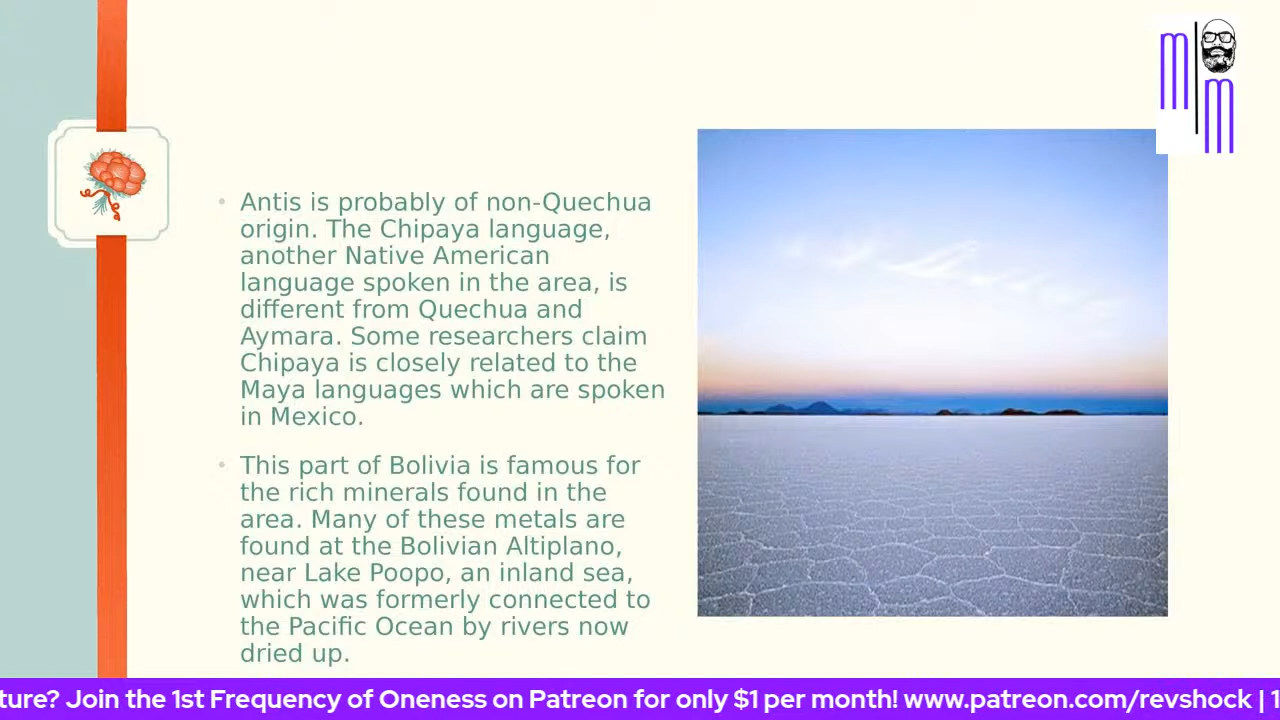 m
m
Antis is probably of non-Quechua
origin. The Chipaya language,
another Native American
language spoken in the area, is
different from Quechua and
Aymara. Some researchers claim
Chipaya is closely related to the
Maya languages which are spoken
in Mexico.
This part of Bolivia is famous for
the rich minerals found in the
area. Many of these metals are
found at the Bolivian Altiplano,
near Lake Poopo, an inland sea,
which was formerly connected to
the Pacific Ocean by rivers now
dried up.
ture? Join the 1st Frequency of Oneness on Patreon for only $1 per month! www.patreon.com/revshock | 1